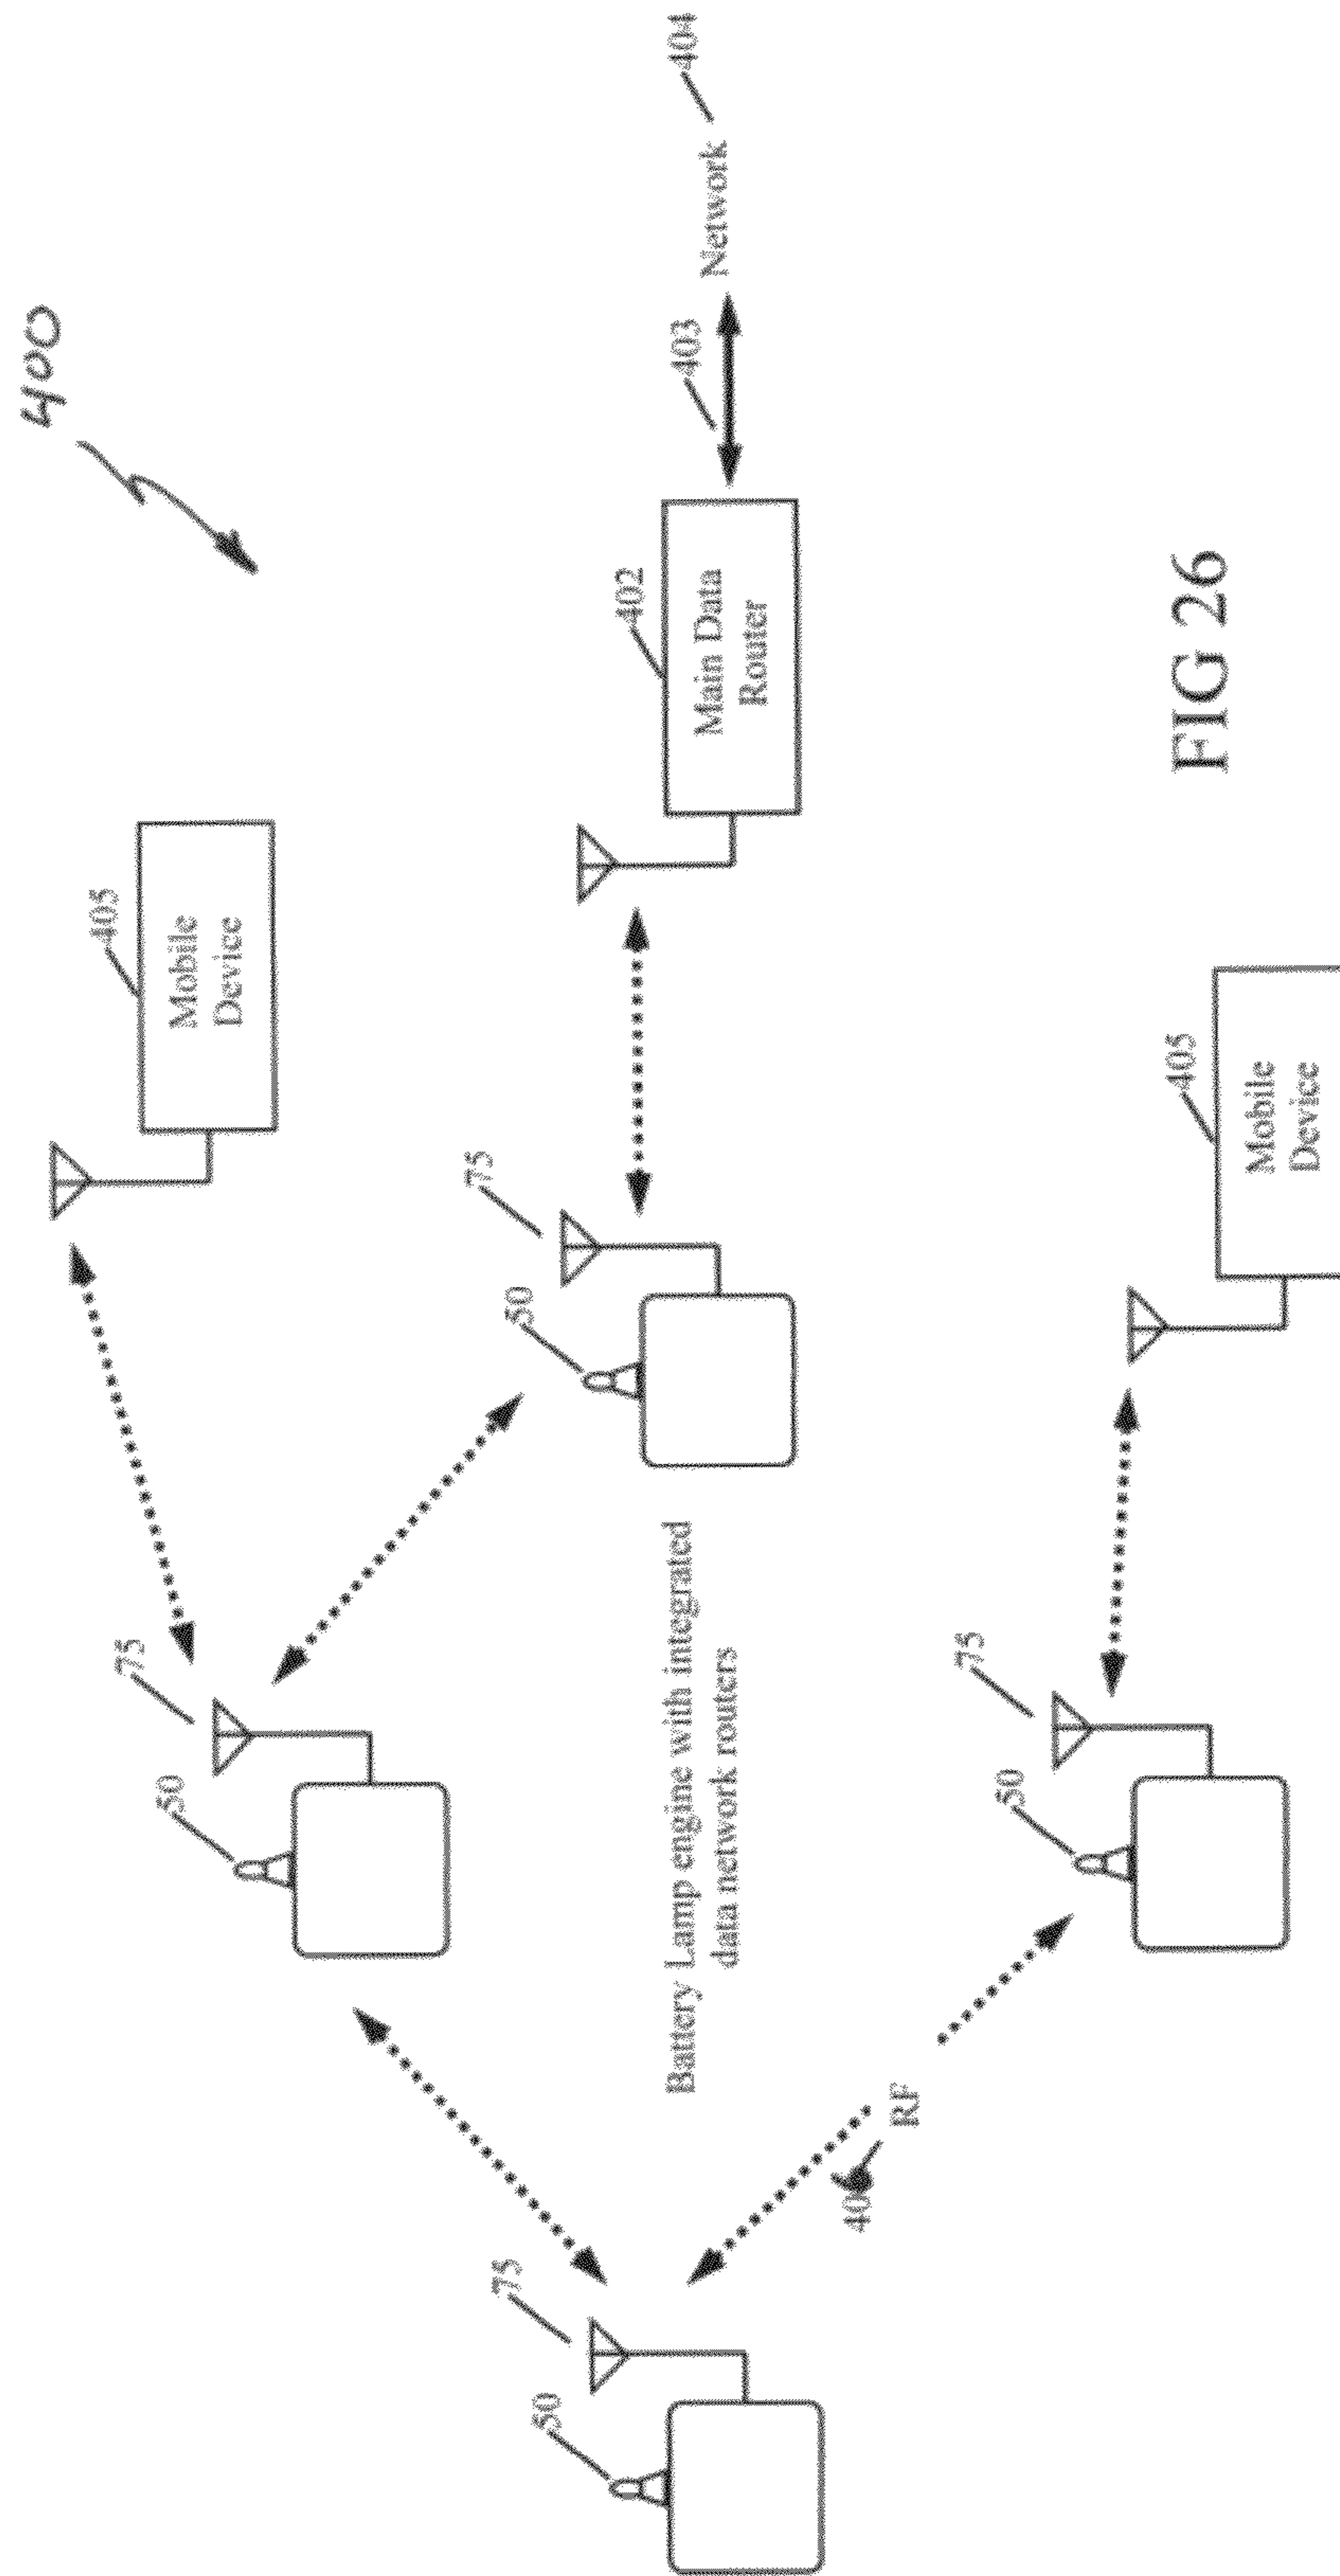 400
405
75
Mobile
Device
50
75
75
50
50
402
404
403
Battery Lamp engine with integrated
data network routers
Main Data
Router
Network
RF
75
50
405
FIG 26
Mobile
Device